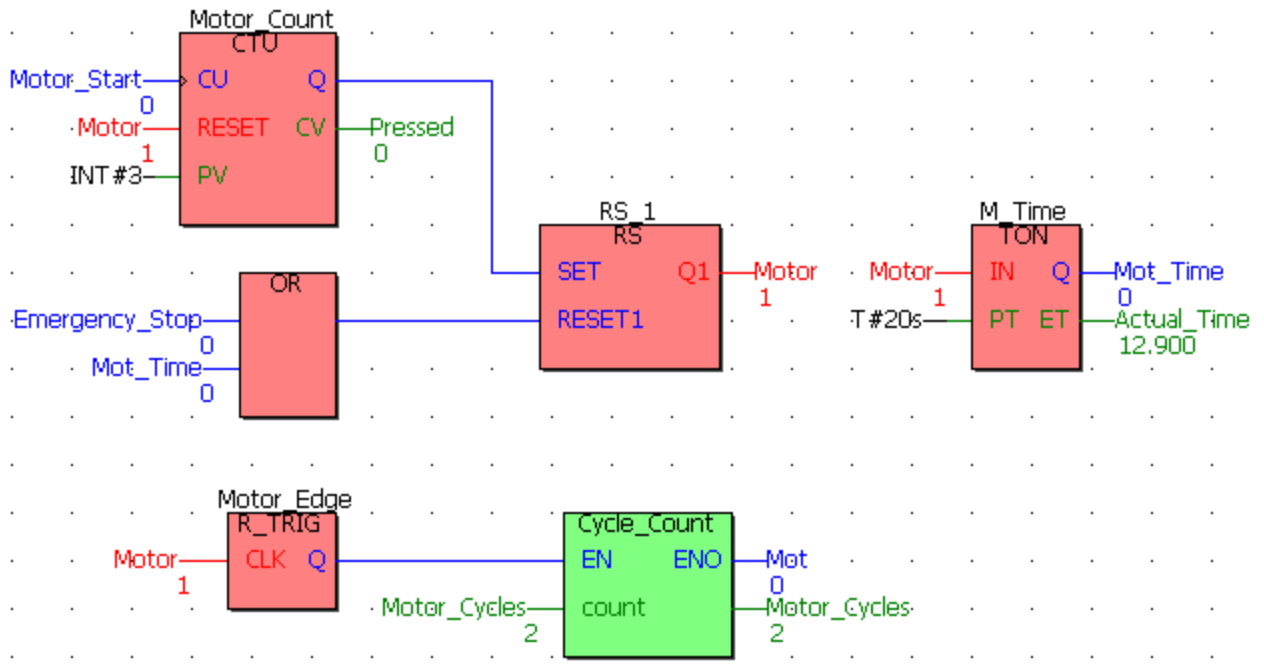 Motor_Count
CTU
Motor_Start CU Q
0
Motor RESET CV Pressed
1 0
INT#3 PV
RS_1
RS
SET Q1 Motor
1
RESET1
M_Time
TON
Motor IN Q Mot_Time
1 0
T#20s PT ET Actual_Time
12.900
OR
Emergency_Stop
0
Mot_Time
0
Motor_Edge
R_TRIG
Motor CLK Q
1
Cycle_Count
EN ENO Mot
0
Motor_Cycles count Motor_Cycles
2 2